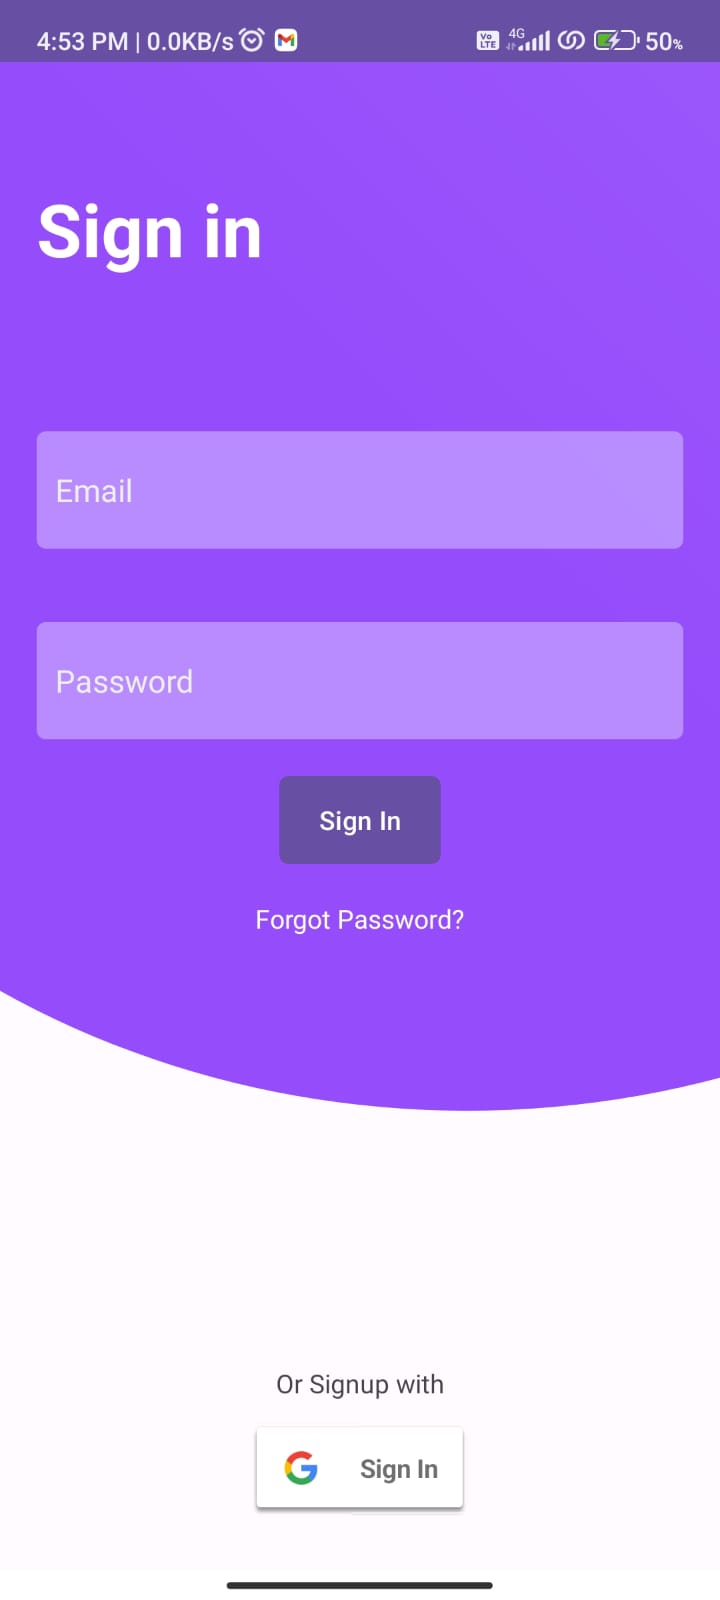 4:53 PM | 0.0KB/s Vo LTE 4G 50%
Sign in
Email
Password
Sign In
Forgot Password?
Or Signup with
Sign In